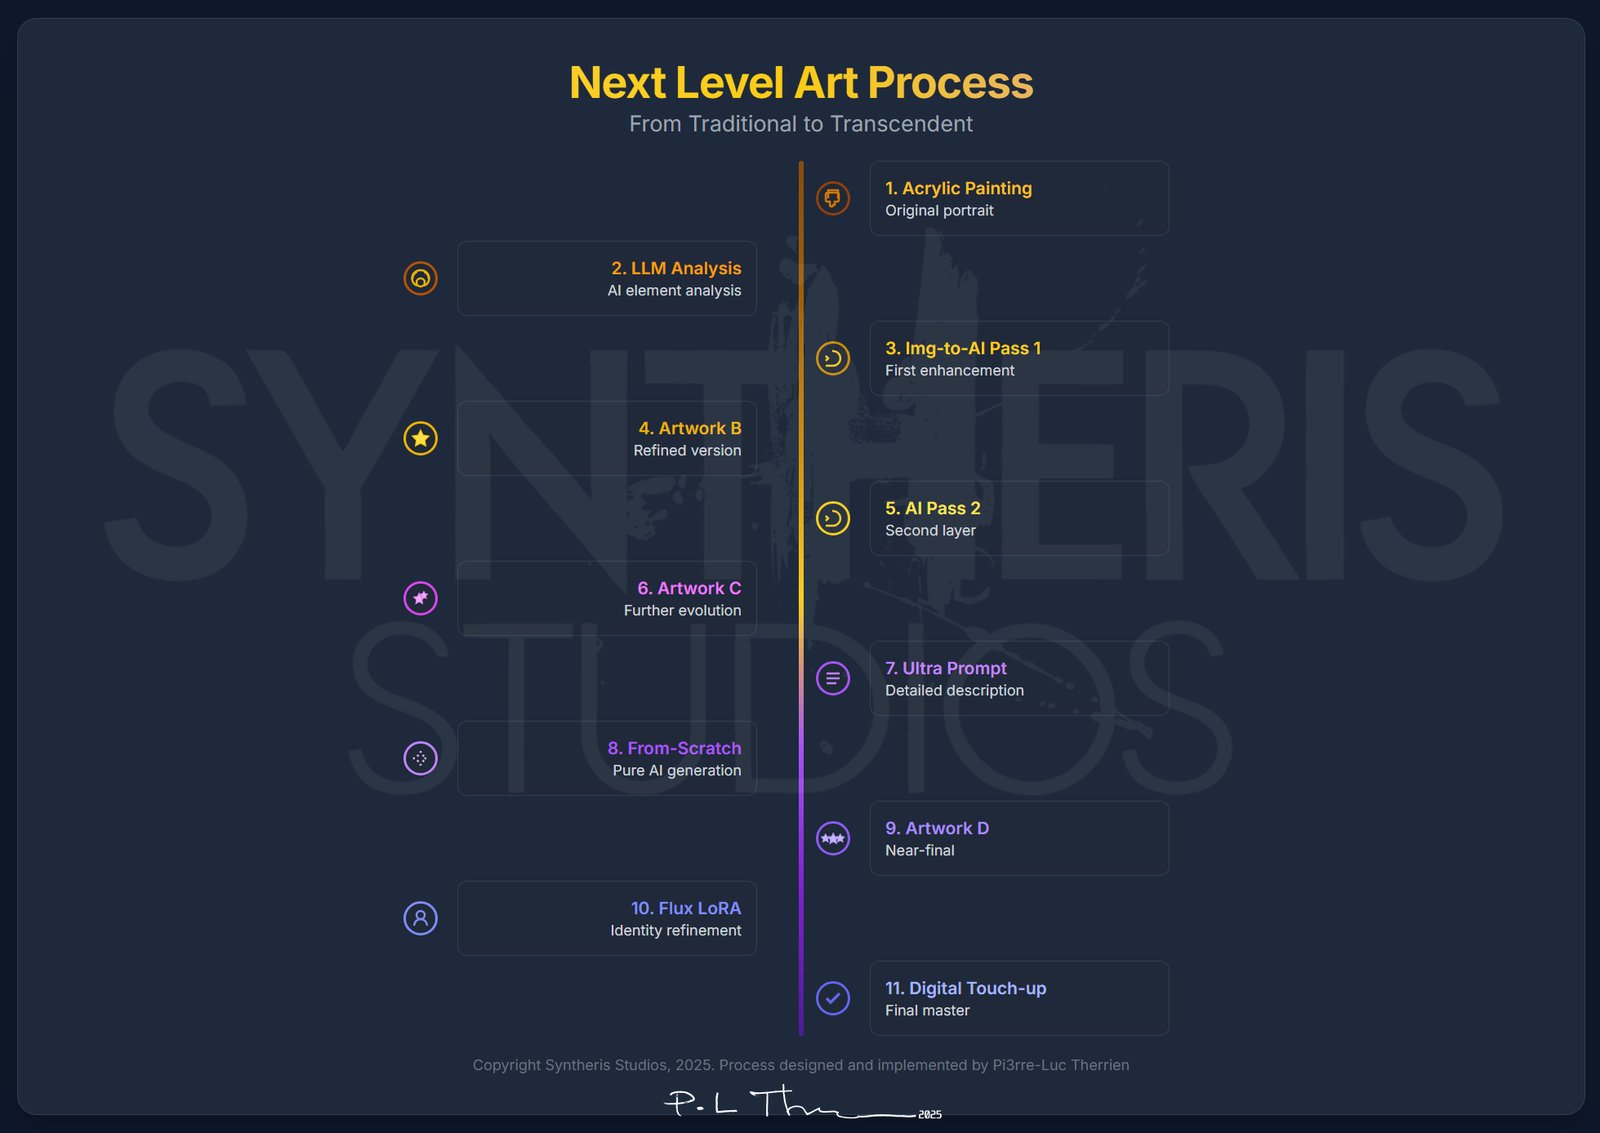 Next Level Art Process
From Traditional to Transcendent
1. Acrylic Painting
Original portrait
2. LLM Analysis
AI element analysis
3. Img-to-AI Pass 1
First enhancement
4. Artwork B
Refined version
5. AI Pass 2
Second layer
6. Artwork C
Further evolution
7. Ultra Prompt
Detailed description
8. From-Scratch
Pure AI generation
9. Artwork D
Near-final
10. Flux LoRA
Identity refinement
11. Digital Touch-up
Final master
SYNTHERIS
STUDIOS
Copyright Syntheris Studios, 2025. Process designed and implemented by Pi3rre-Luc Therrien
P.L Th 2025